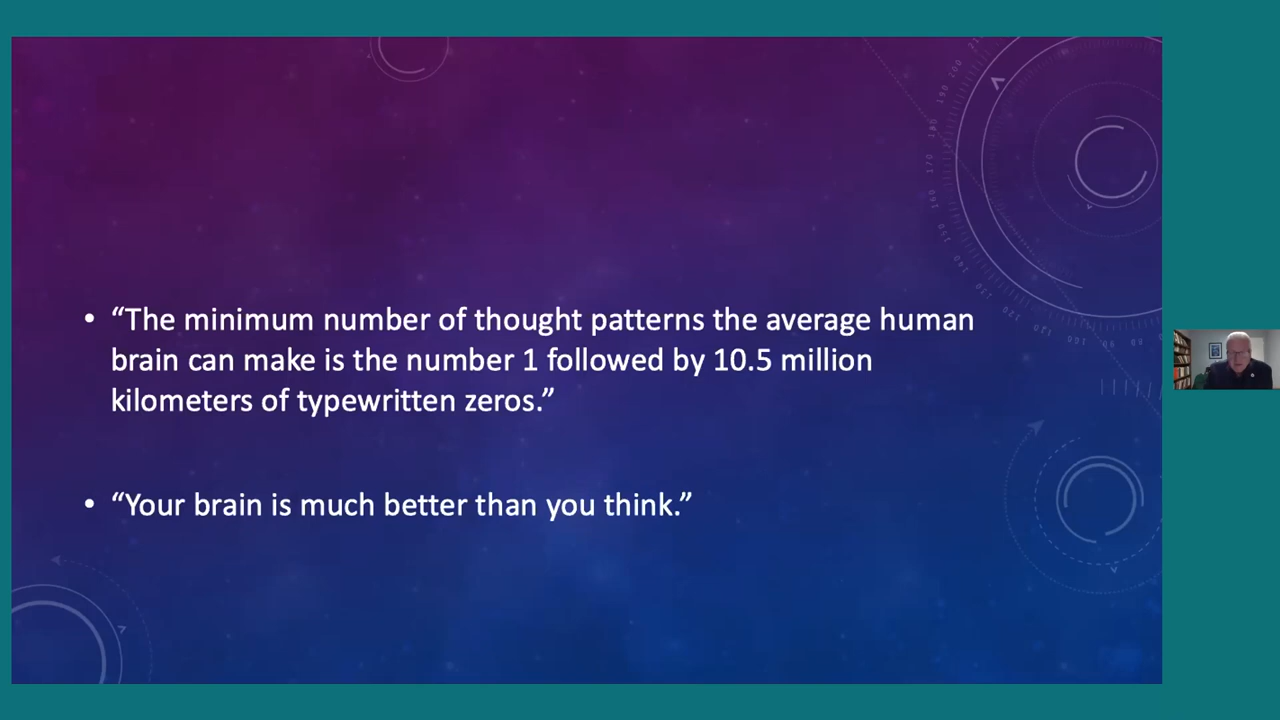 • “The minimum number of thought patterns the average human
brain can make is the number 1 followed by 10.5 million
kilometers of typewritten zeros.”
• “Your brain is much better than you think.”